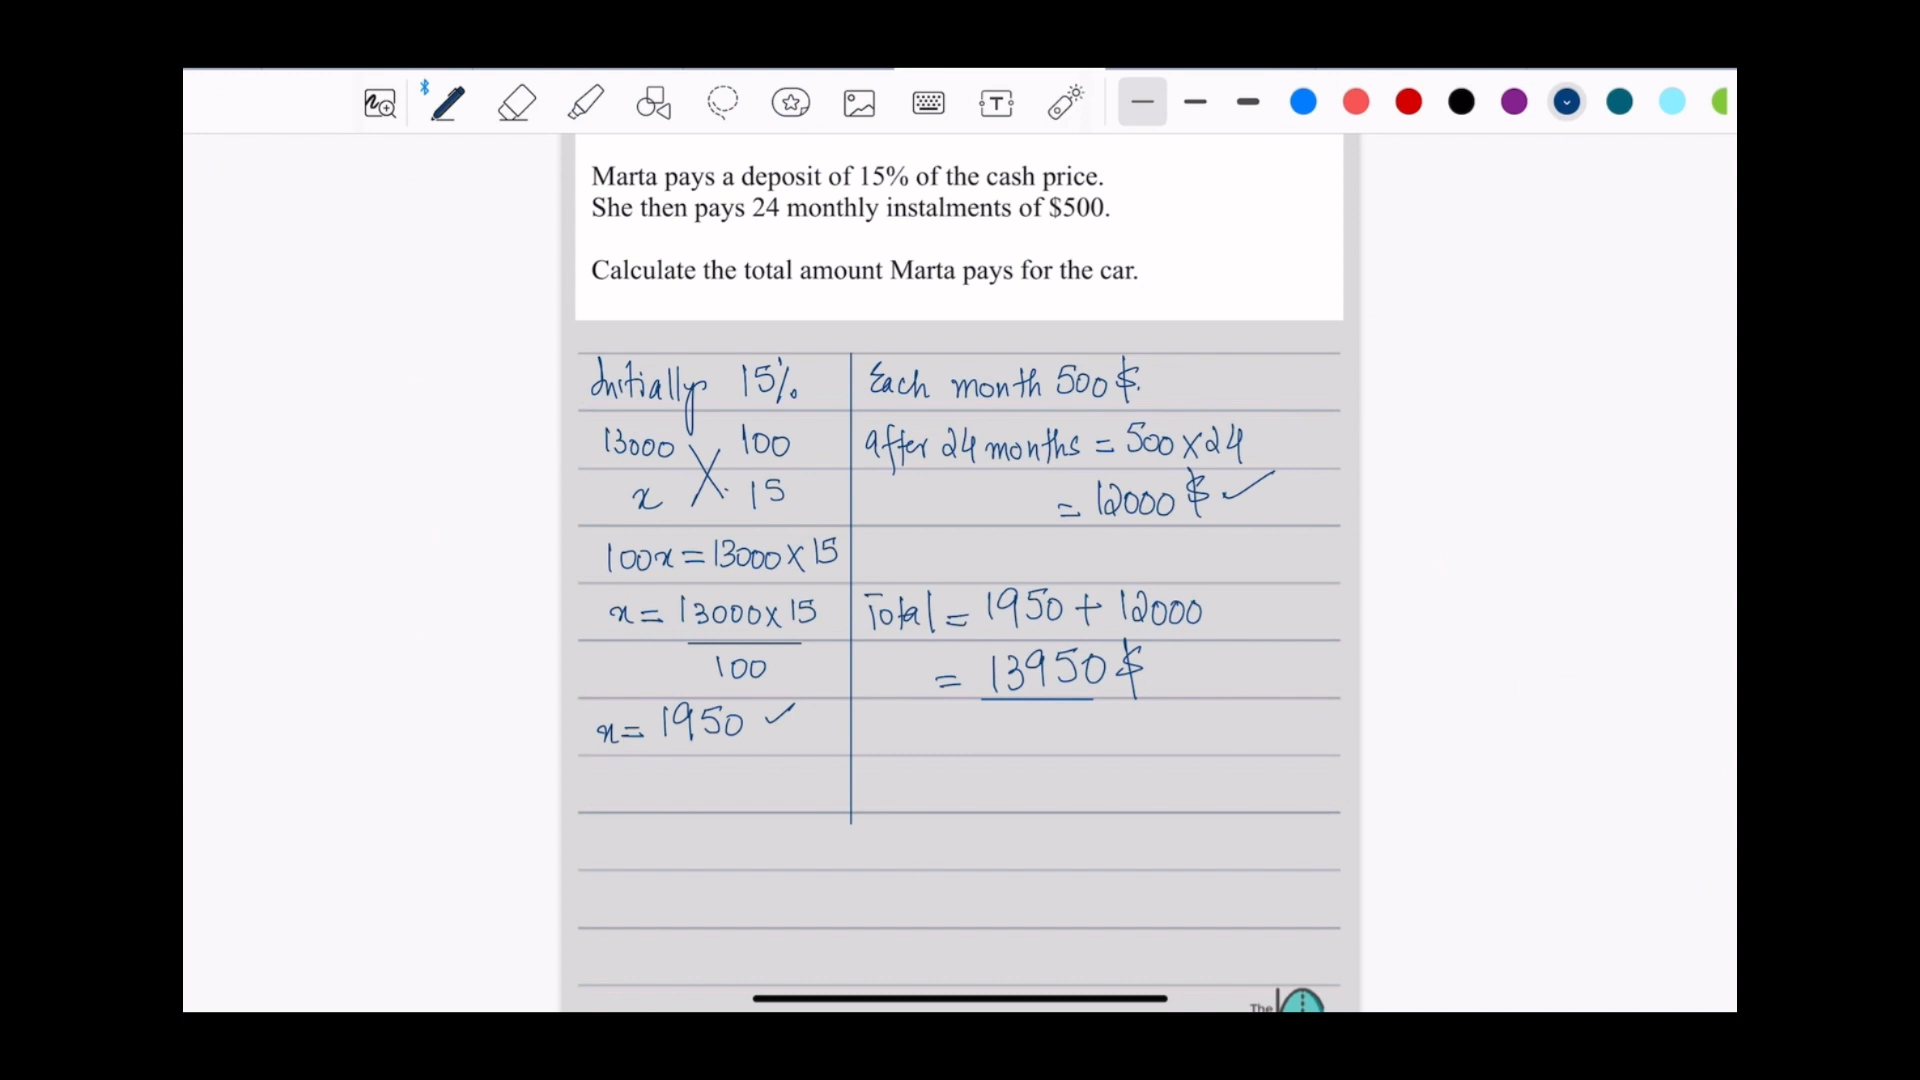 Marta pays a deposit of 15% of the cash price.
She then pays 24 monthly instalments of $500.
Calculate the total amount Marta pays for the car.
Initially 15%
13000 100
x 15
100x = 13000 x 15
x = 13000 x 15
100
x = 1950 ✓
Each month 500 $.
after 24 months = 500 x 24
= 12000 $ ✓
Total = 1950 + 12000
= 13950 $
The